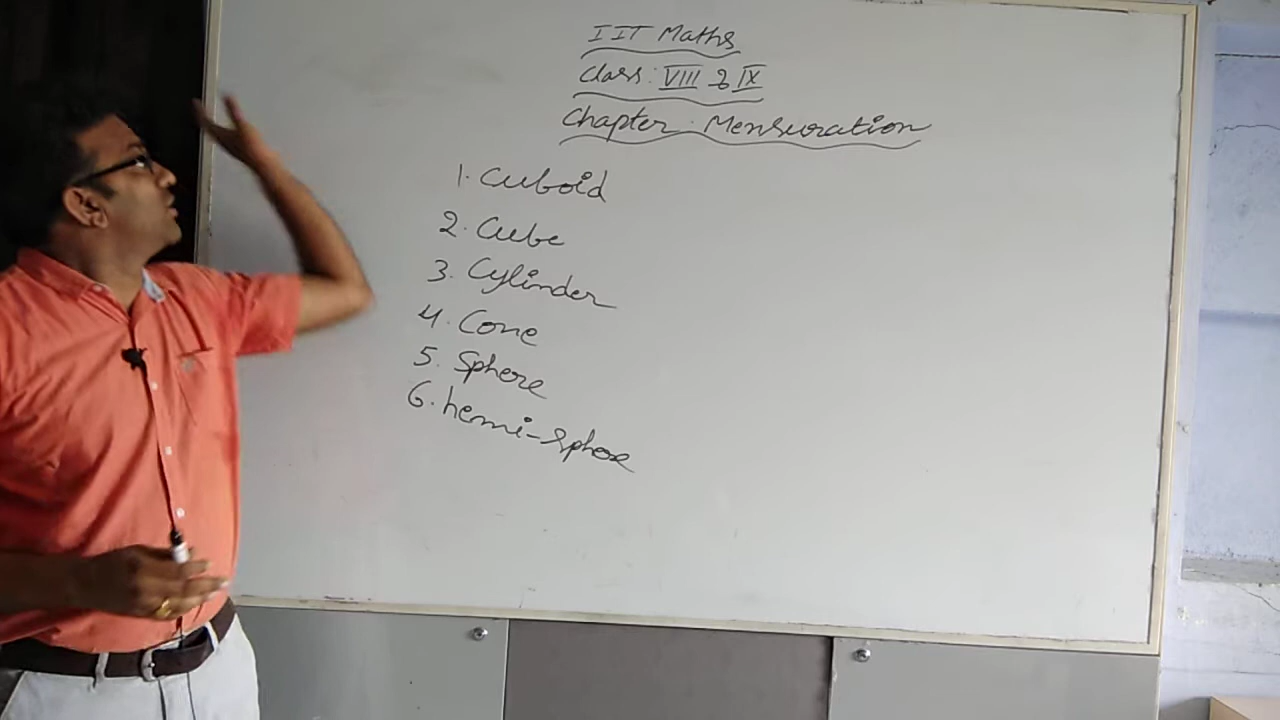 IIT Maths
Class: VIII & IX
Chapter: Mensuration
1. Cuboid
2. Cube
3. Cylinder
4. Cone
5. Sphere
6. hemi-sphere